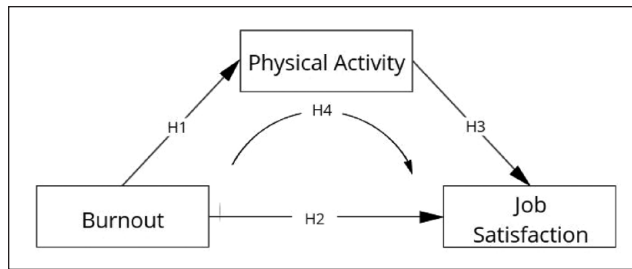 Physical Activity
H4
H1
H3
Burnout
H2
Job
Satisfaction